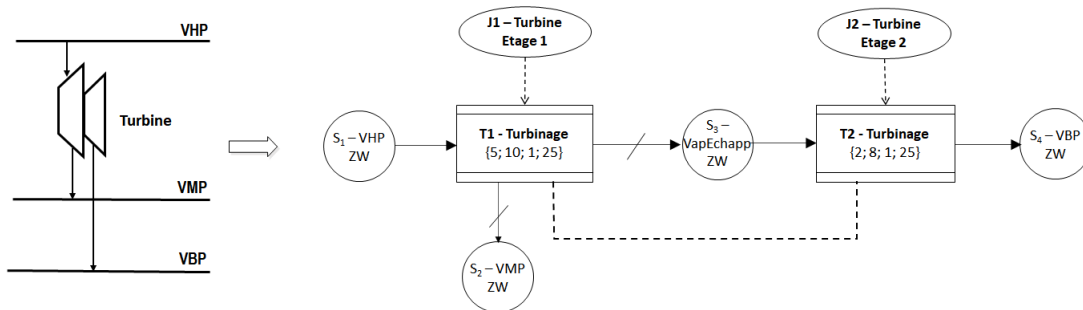 VHP
Turbine
VMP
VBP
J1 – Turbine
Etage 1
J2 – Turbine
Etage 2
S₁ – VHP
ZW
T1 - Turbinage
{5; 10; 1; 25}
S₃ –
VapEchapp
ZW
T2 - Turbinage
{2; 8; 1; 25}
S₄ – VBP
ZW
S₂ – VMP
ZW